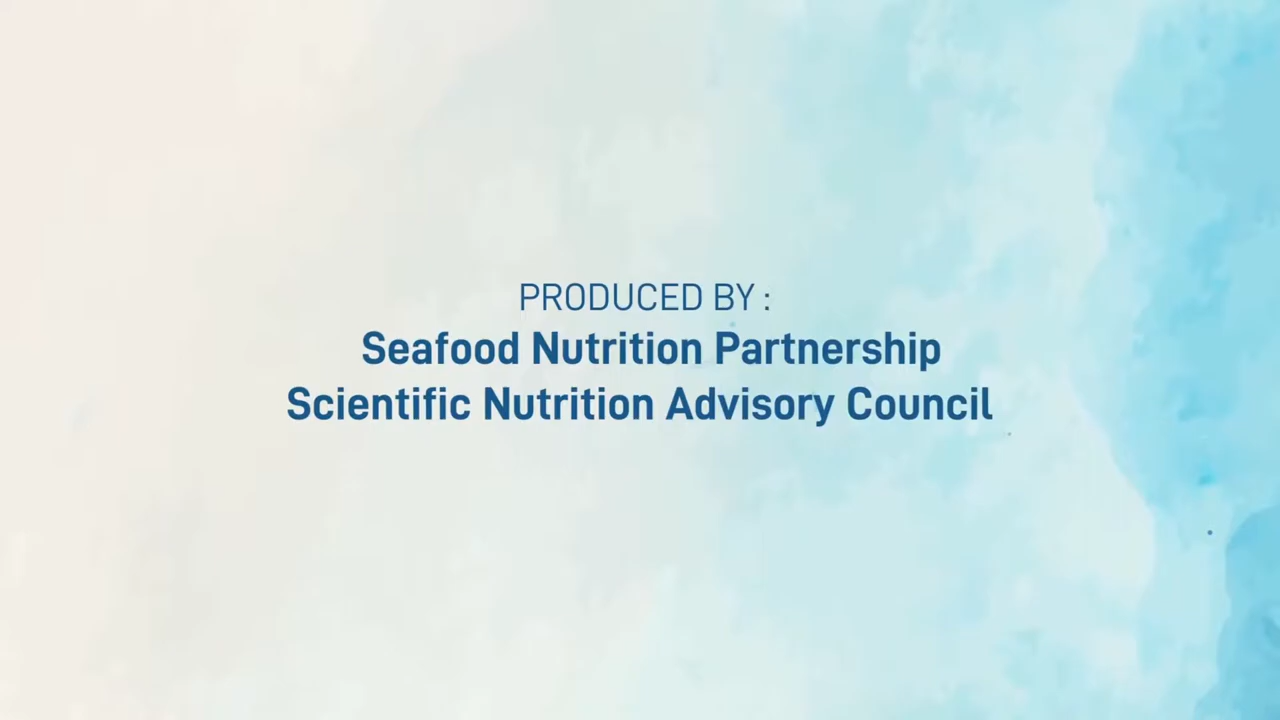 PRODUCED BY :
Seafood Nutrition Partnership
Scientific Nutrition Advisory Council